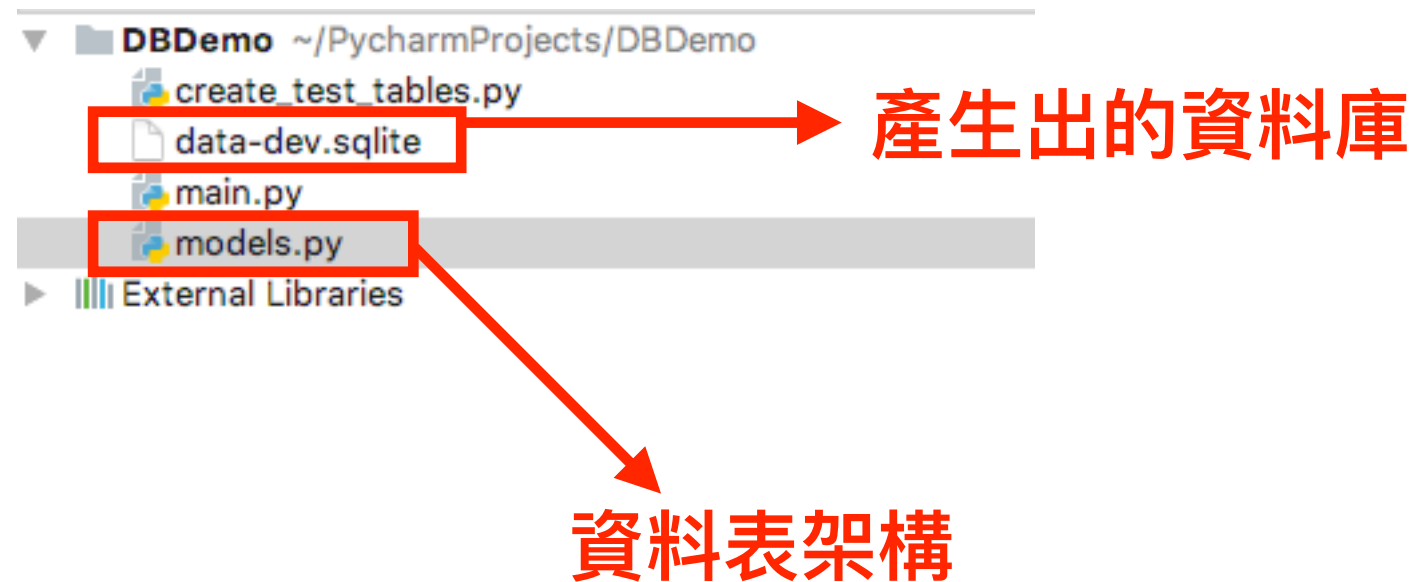 DBDemo ~/PycharmProjects/DBDemo
create_test_tables.py
data-dev.sqlite
產生出的資料庫
main.py
models.py
External Libraries
資料表架構